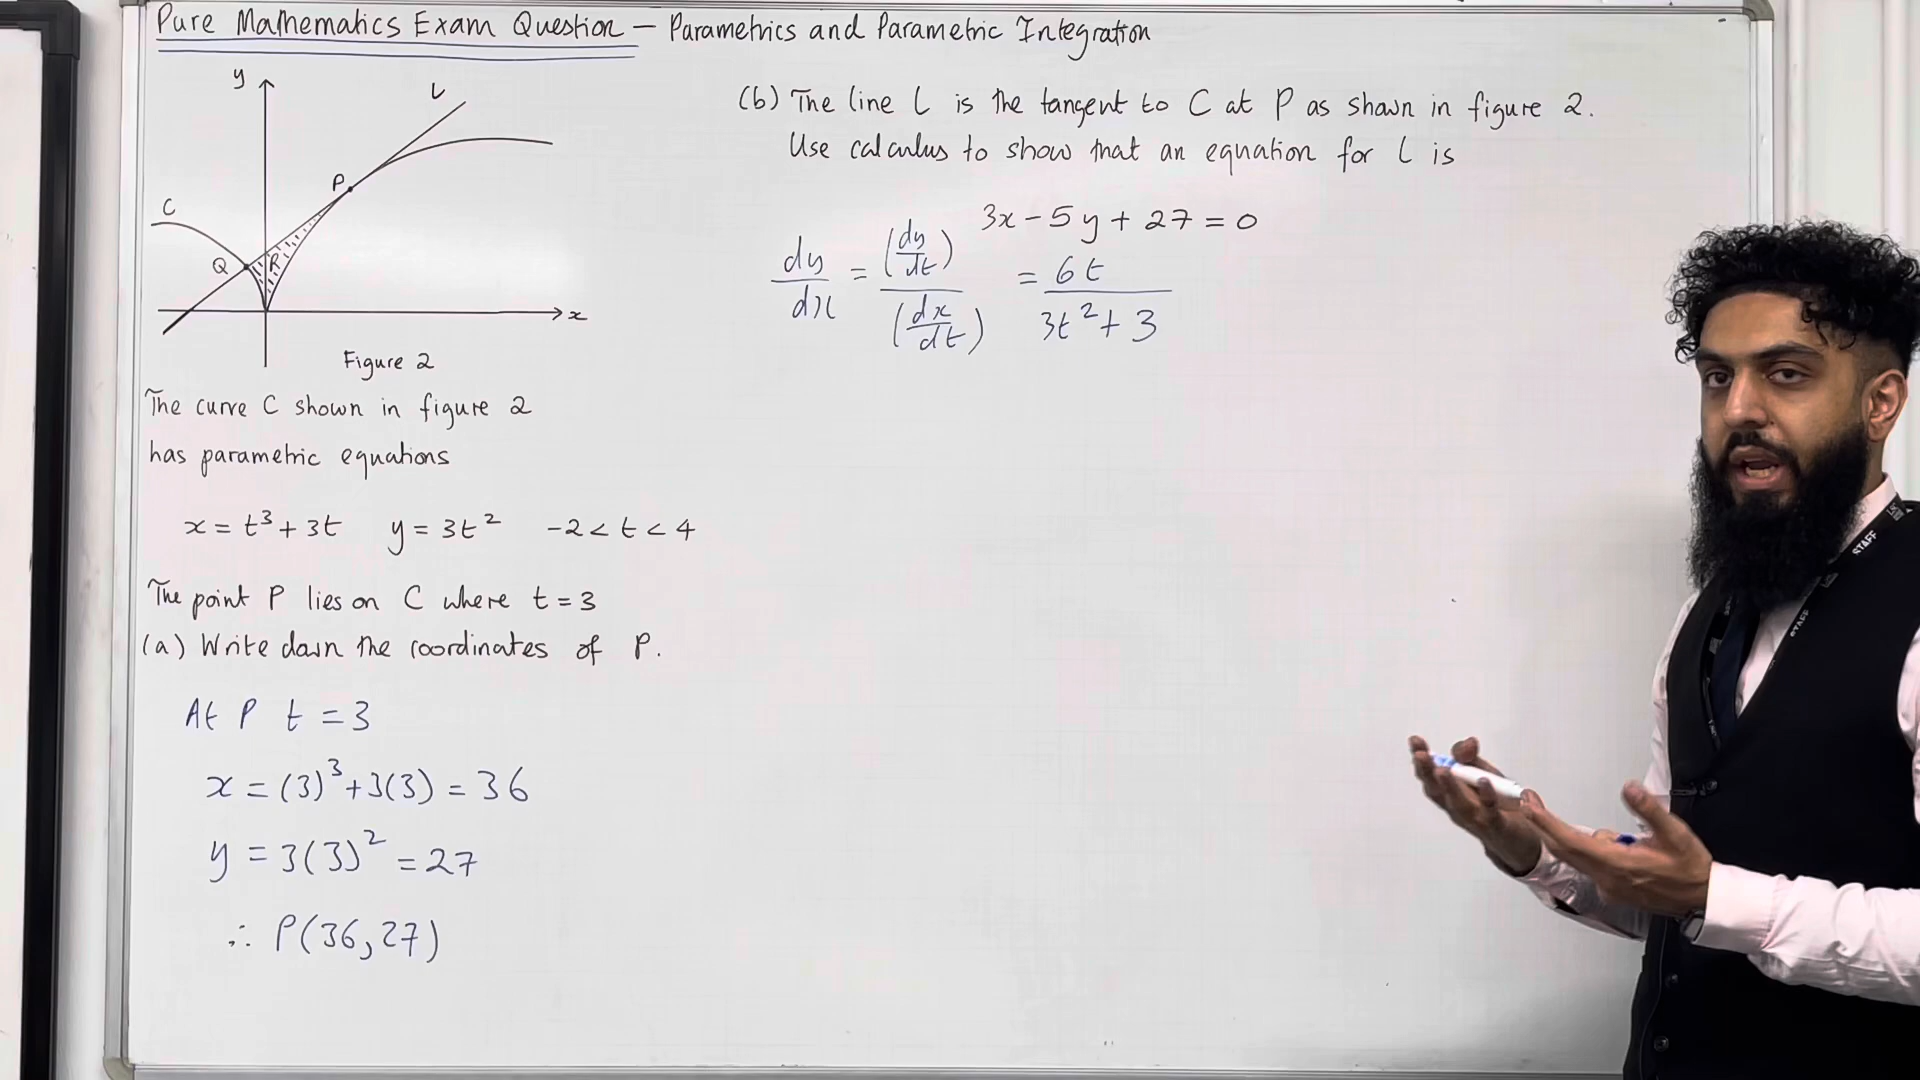 Pure Mathematics Exam Question — Parametrics and Parametric Integration
y
L
P
C
Q
R
x
Figure 2
The curve C shown in figure 2
has parametric equations
x = t³ + 3t   y = 3t²   -2 < t < 4
The point P lies on C where t = 3
(a) Write down the coordinates of P.
At P t = 3
x = (3)³ + 3(3) = 36
y = 3(3)² = 27
∴ P(36,27)
(b) The line L is the tangent to C at P as shown in figure 2.
Use calculus to show that an equation for L is
3x - 5y + 27 = 0
dy/dx = (dy/dt)/(dx/dt) = 6t/(3t² + 3)
STAFF
STAFF